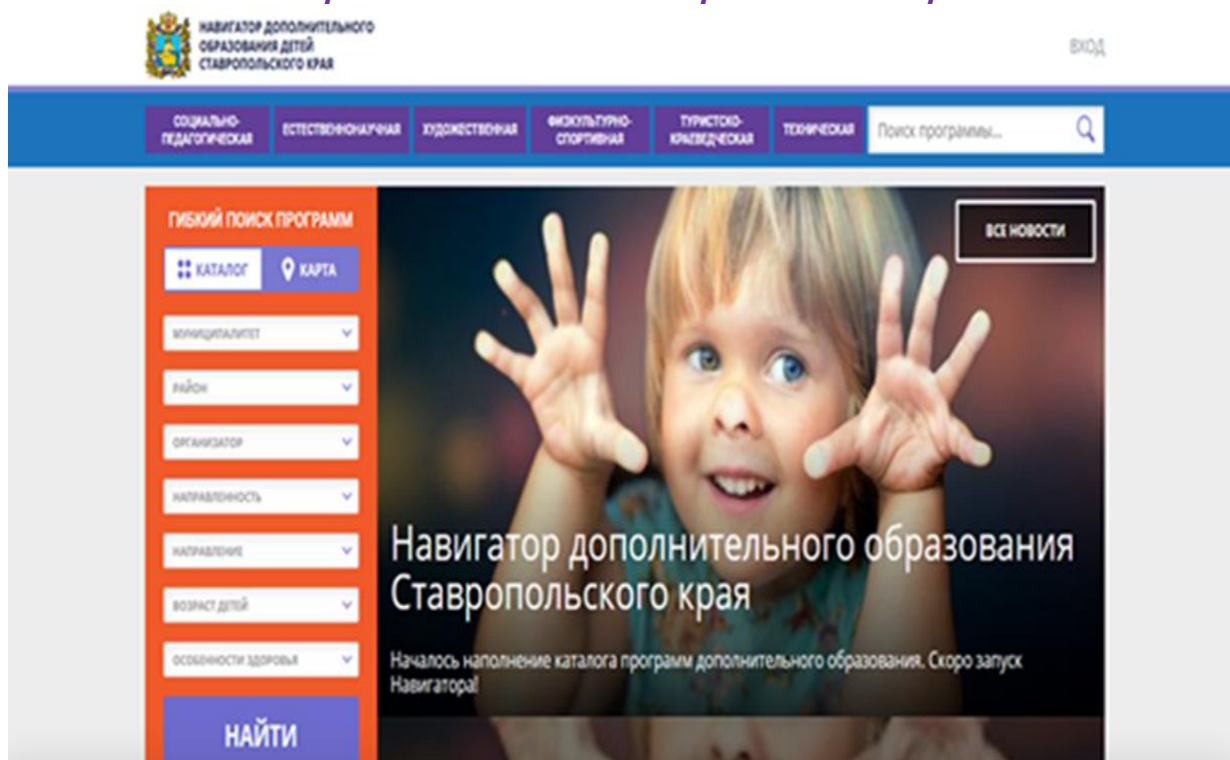 НАВИГАТОР ДОПОЛНИТЕЛЬНОГО
ОБРАЗОВАНИЯ ДЕТЕЙ
СТАВРОПОЛЬСКОГО КРАЯ
ВХОД
СОЦИАЛЬНО-
ПЕДАГОГИЧЕСКАЯ
ЕСТЕСТВЕННОНАУЧНАЯ
ХУДОЖЕСТВЕННАЯ
ФИЗКУЛЬТУРНО-
СПОРТИВНАЯ
ТУРИСТСКО-
КРАЕВЕДЧЕСКАЯ
ТЕХНИЧЕСКАЯ
Поиск программы...
ГИБКИЙ ПОИСК ПРОГРАММ
КАТАЛОГ
КАРТА
МУНИЦИПАЛИТЕТ
РАЙОН
ОРГАНИЗАТОР
НАПРАВЛЕННОСТЬ
НАПРАВЛЕНИЕ
ВОЗРАСТ ДЕТЕЙ
ОСОБЕННОСТИ ЗДОРОВЬЯ
НАЙТИ
ВСЕ НОВОСТИ
Навигатор дополнительного образования
Ставропольского края
Началось наполнение каталога программ дополнительного образования. Скоро запуск
Навигатора!